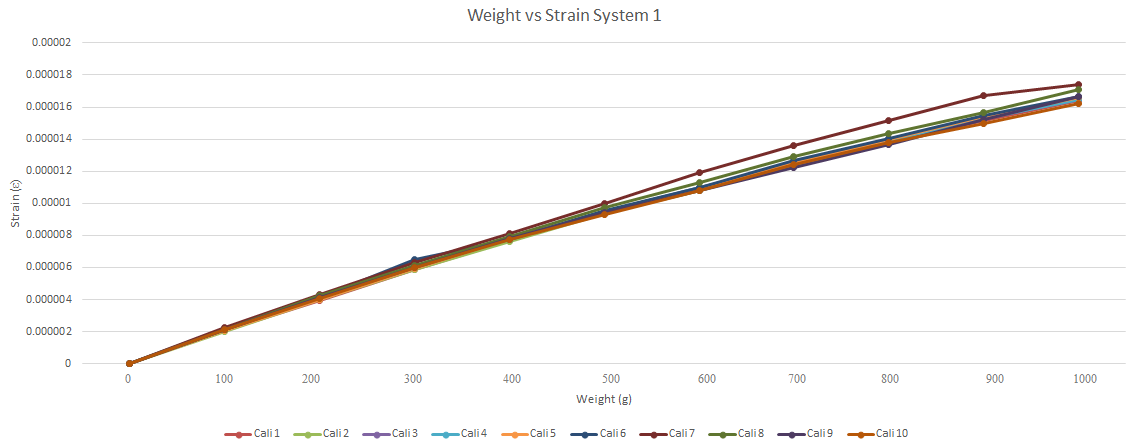 Weight vs Strain System 1
0.00002
0.000018
0.000016
0.000014
0.000012
0.00001
0.000008
0.000006
0.000004
0.000002
0
Strain (ε)
0 100 200 300 400 500 600 700 800 900 1000
Weight (g)
Cali 1 Cali 2 Cali 3 Cali 4 Cali 5 Cali 6 Cali 7 Cali 8 Cali 9 Cali 10